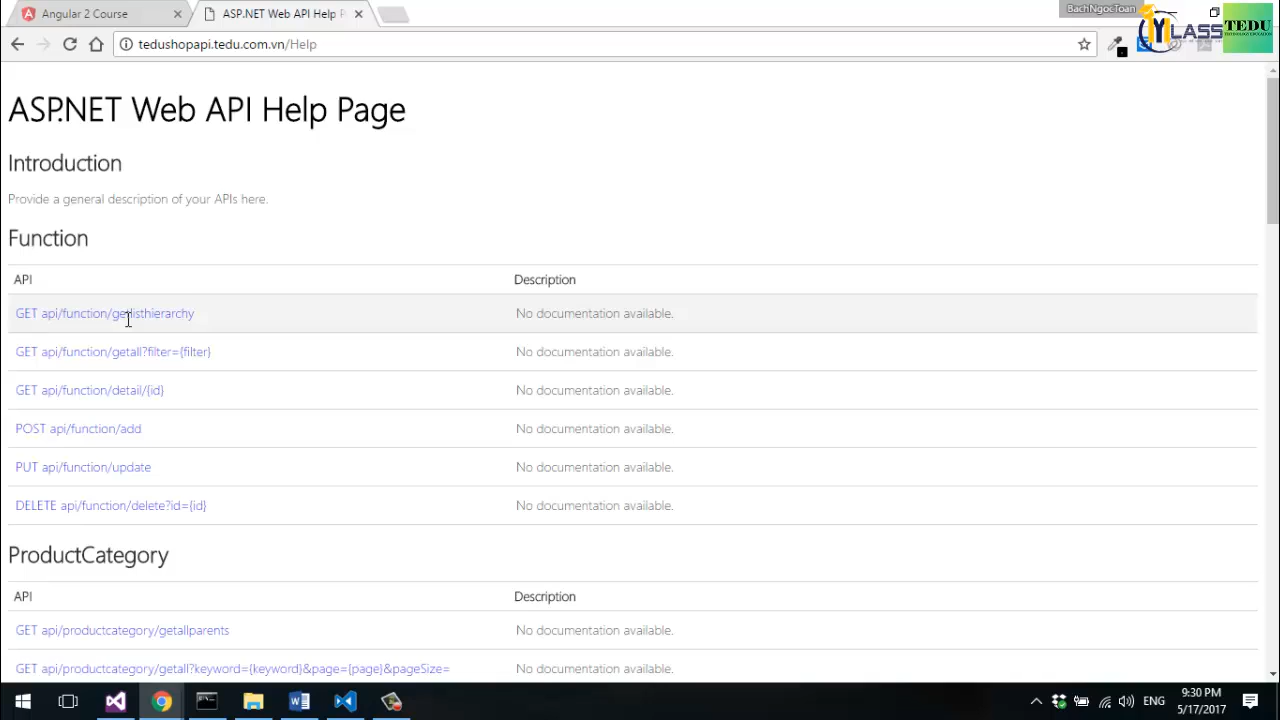 Angular 2 Course
ASP.NET Web API Help P
BachNgocToan
tedushopapi.tedu.com.vn/Help
LASS TEDU
ASP.NET Web API Help Page
Introduction
Provide a general description of your APIs here.
Function
API Description
GET api/function/getlisthierarchy No documentation available.
GET api/function/getall?filter={filter} No documentation available.
GET api/function/detail/{id} No documentation available.
POST api/function/add No documentation available.
PUT api/function/update No documentation available.
DELETE api/function/delete?id={id} No documentation available.
ProductCategory
API Description
GET api/productcategory/getallparents No documentation available.
GET api/productcategory/getall?keyword={keyword}&page={page}&pageSize= No documentation available.
ENG
9:30 PM
5/17/2017